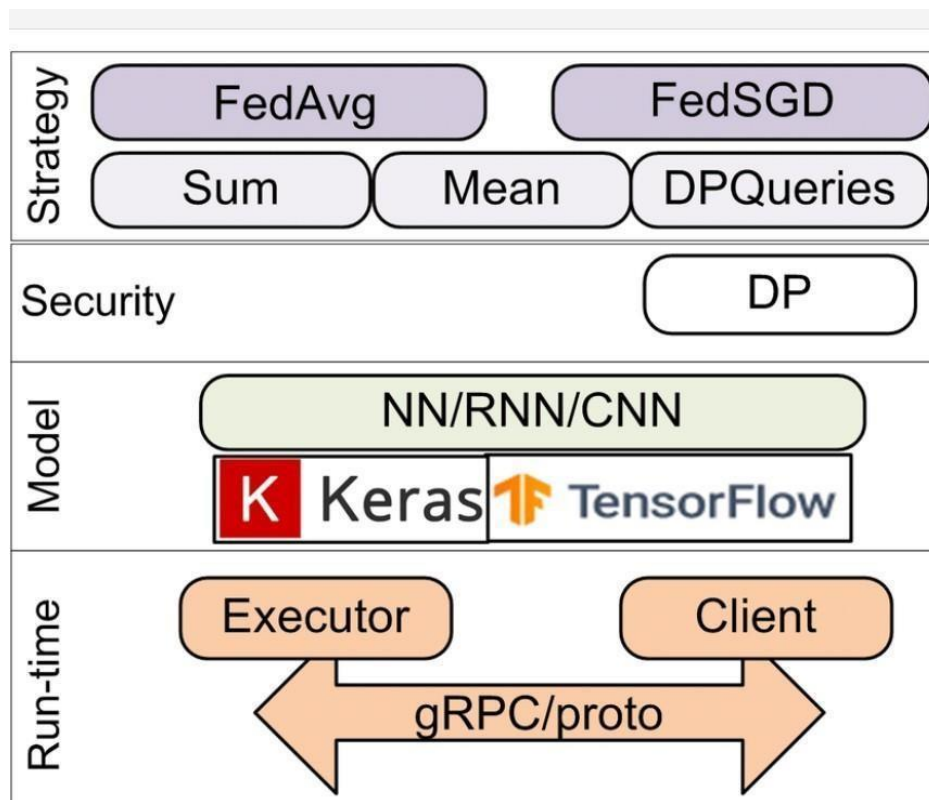 Strategy
FedAvg
FedSGD
Sum
Mean
DPQueries
Security
DP
Model
NN/RNN/CNN
K Keras
TF TensorFlow
Run-time
Executor
Client
gRPC/proto